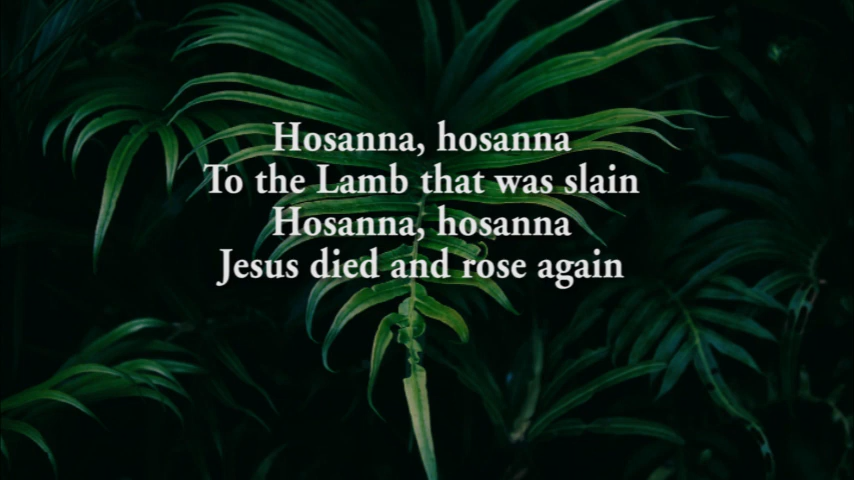 Hosanna, hosanna
To the Lamb that was slain
Hosanna, hosanna
Jesus died and rose again